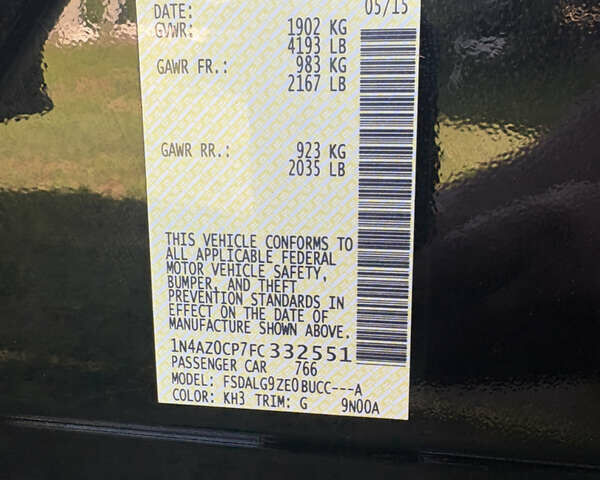 DATE: 05/15
GVWR: 1902 KG
4193 LB
GAWR FR.: 983 KG
2167 LB
GAWR RR.: 923 KG
2035 LB
THIS VEHICLE CONFORMS TO
ALL APPLICABLE FEDERAL
MOTOR VEHICLE SAFETY,
BUMPER, AND THEFT
PREVENTION STANDARDS IN
EFFECT ON THE DATE OF
MANUFACTURE SHOWN ABOVE.
1N4AZ0CP7FC332551
PASSENGER CAR 766
MODEL: FSDALG9ZE0BUCC---A
COLOR: KH3 TRIM: G 9N00A